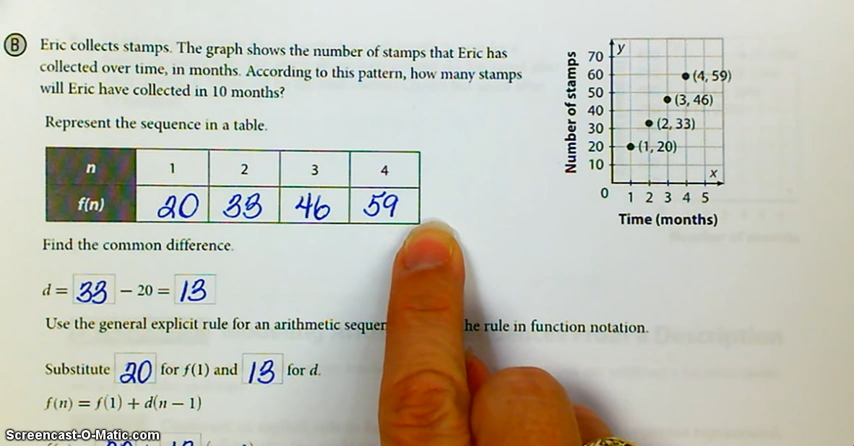 B Eric collects stamps. The graph shows the number of stamps that Eric has
collected over time, in months. According to this pattern, how many stamps
will Eric have collected in 10 months?
Represent the sequence in a table.
n 1 2 3 4
f(n) 20 33 46 59
Find the common difference.
d = 33 − 20 = 13
Use the general explicit rule for an arithmetic sequen he rule in function notation.
Substitute 20 for f(1) and 13 for d.
f(n) = f(1) + d(n − 1)
Number of stamps
y
70
60
50
40
30
20
10
0
(4, 59)
(3, 46)
(2, 33)
(1, 20)
x
1 2 3 4 5
Time (months)
Screencast-O-Matic.com